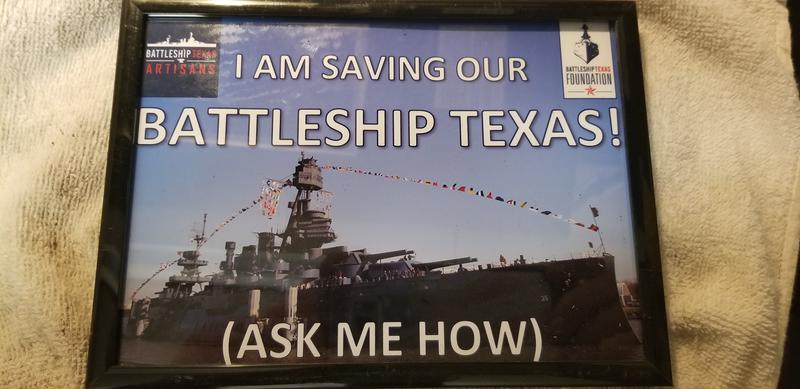 BATTLESHIP TEXAS
ARTISANS
I AM SAVING OUR
BATTLESHIP TEXAS
FOUNDATION
BATTLESHIP TEXAS!
(ASK ME HOW)